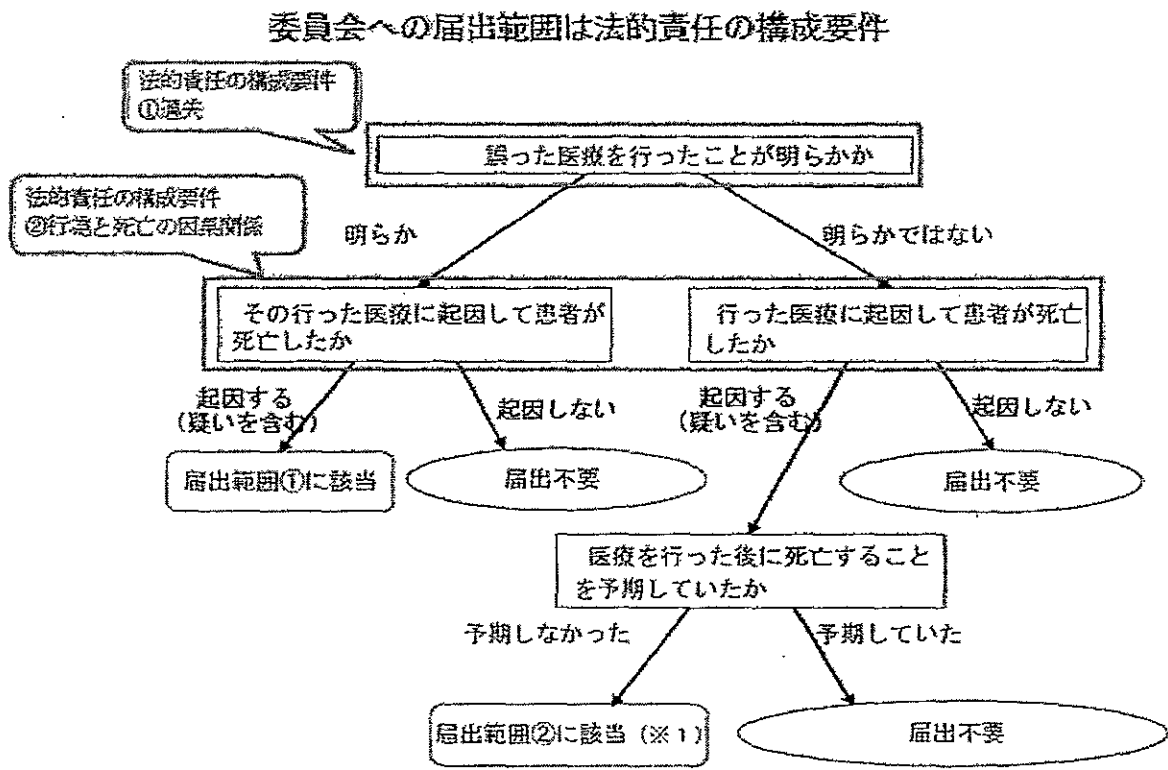 委員会への届出範囲は法的責任の構成要件
法的責任の構成要件
①過失
誤った医療を行ったことが明らかか
法的責任の構成要件
②行為と死亡の因果関係
明らか
明らかではない
その行った医療に起因して患者が
死亡したか
行った医療に起因して患者が死亡
したか
起因する
(疑いを含む)
起因しない
起因する
(疑いを含む)
起因しない
届出範囲①に該当
届出不要
届出不要
医療を行った後に死亡すること
を予期していたか
予期しなかった
予期していた
届出範囲②に該当(※1)
届出不要